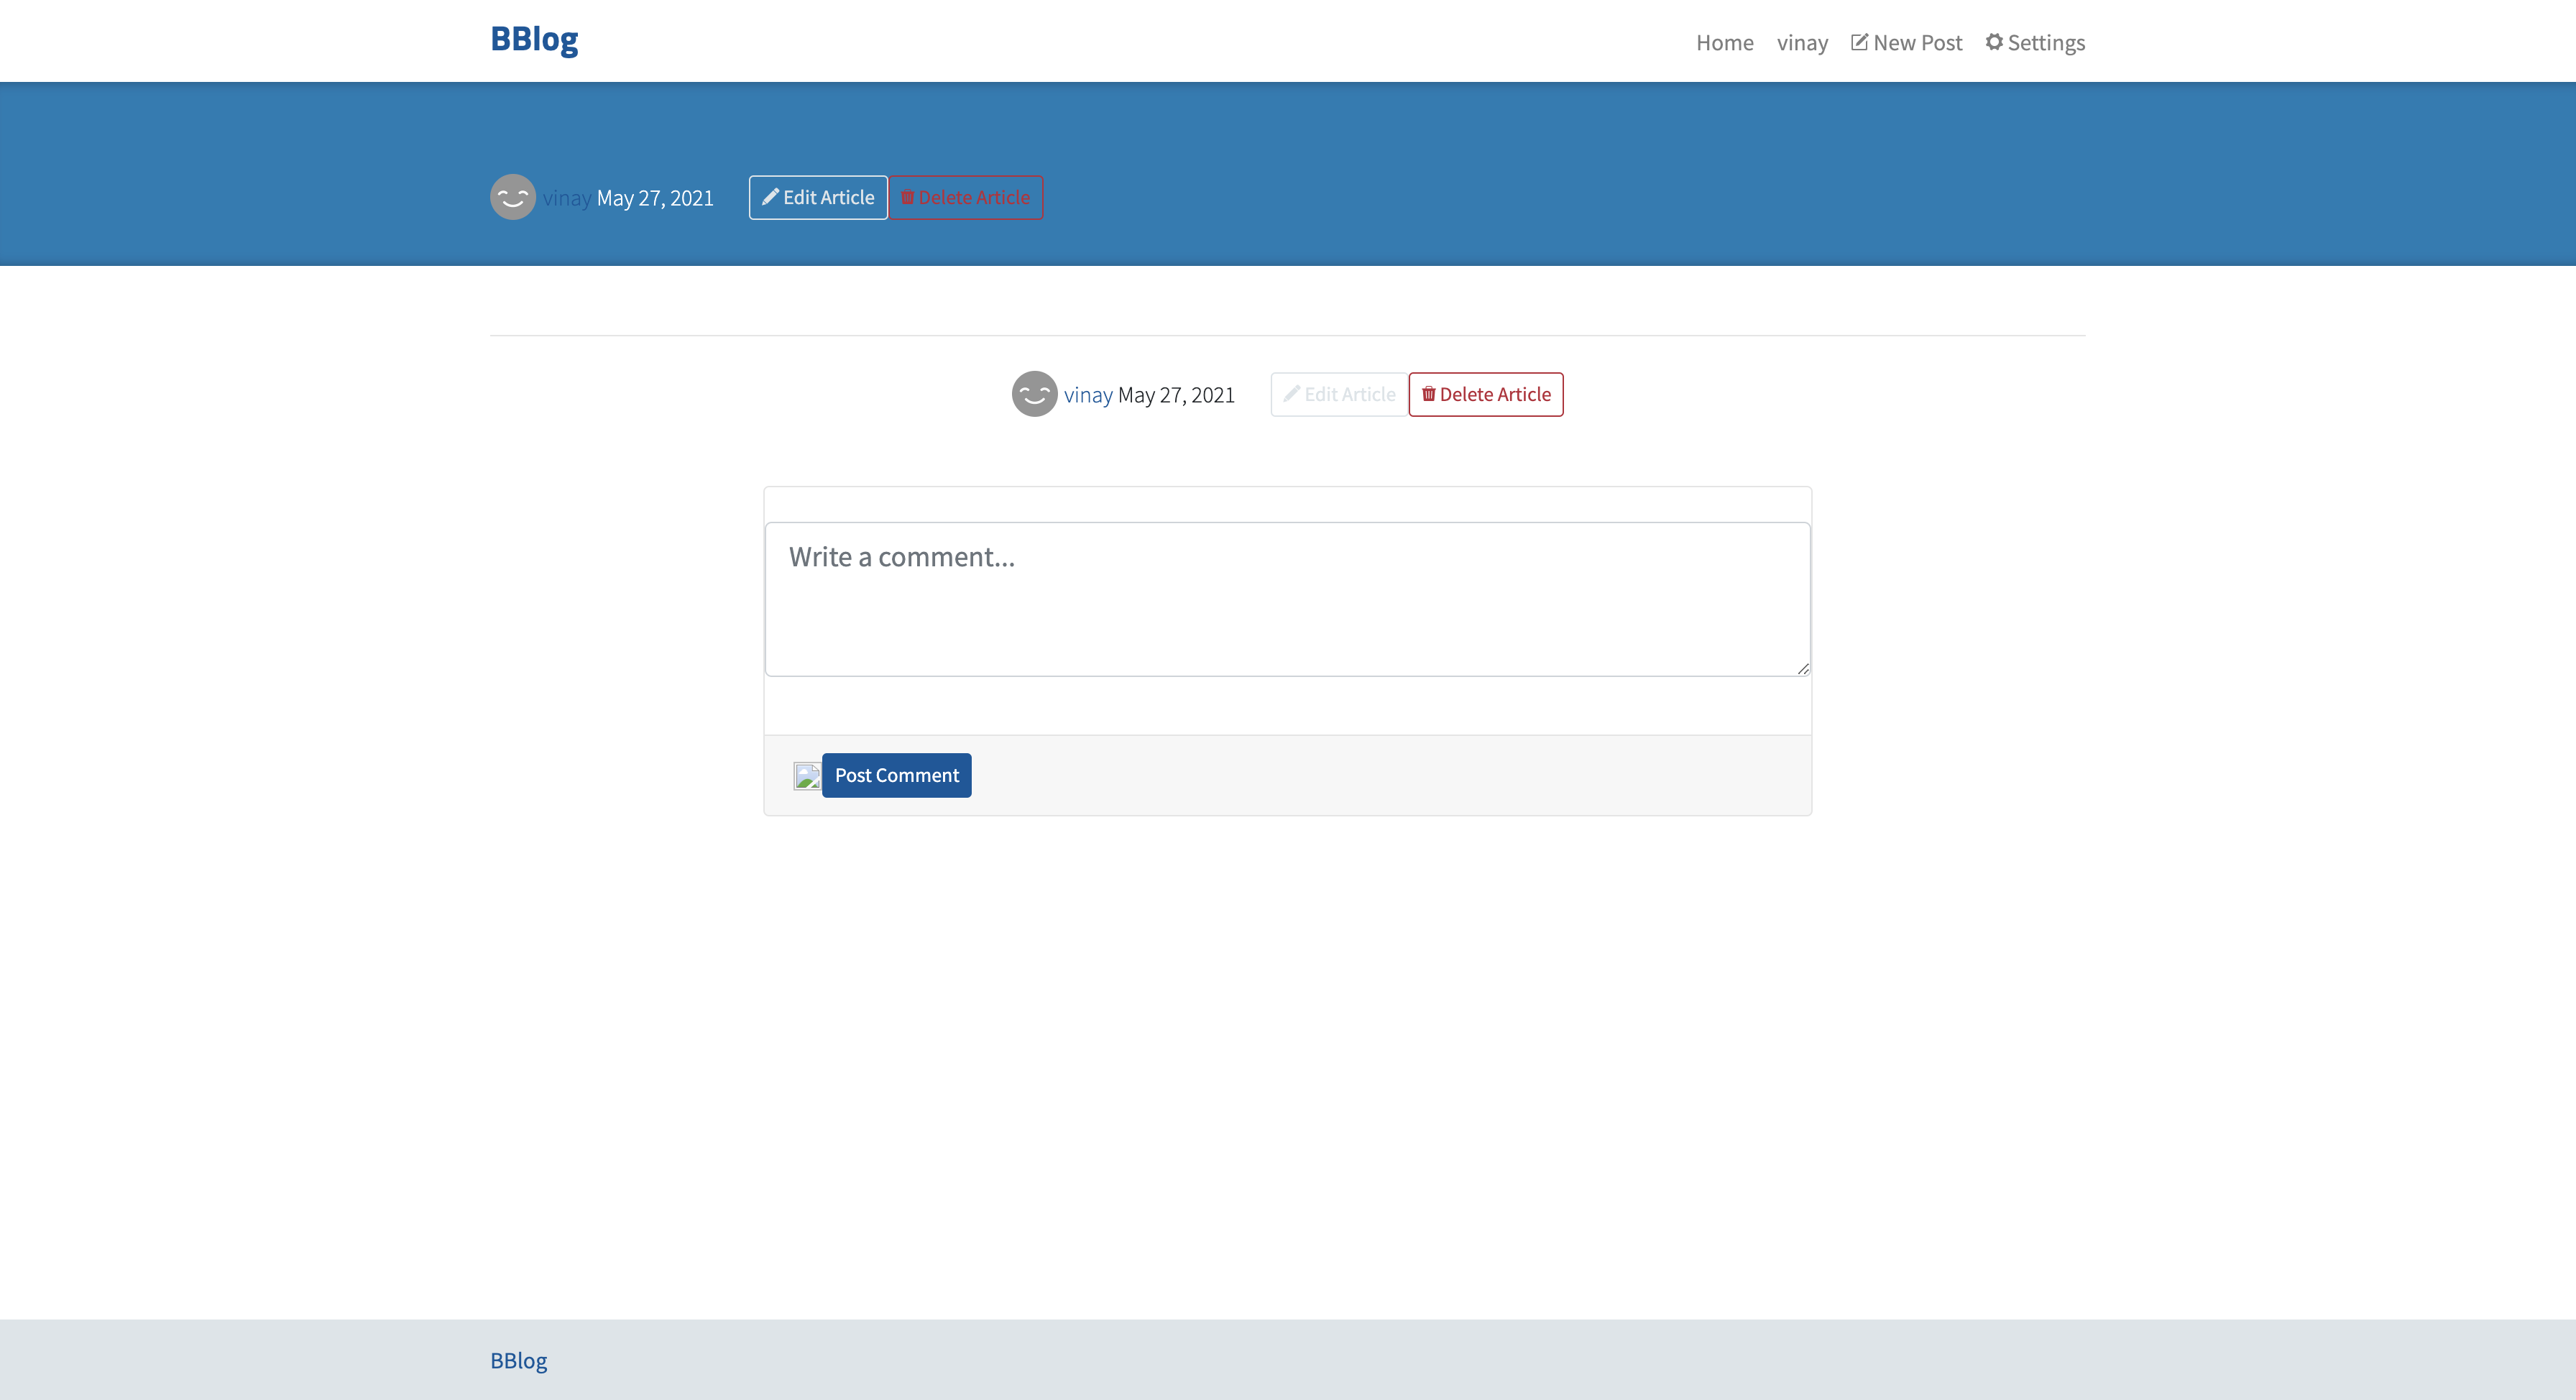 BBlog
Home vinay New Post Settings
vinay May 27, 2021 Edit Article Delete Article
vinay May 27, 2021 Edit Article Delete Article
Write a comment...
Post Comment
BBlog